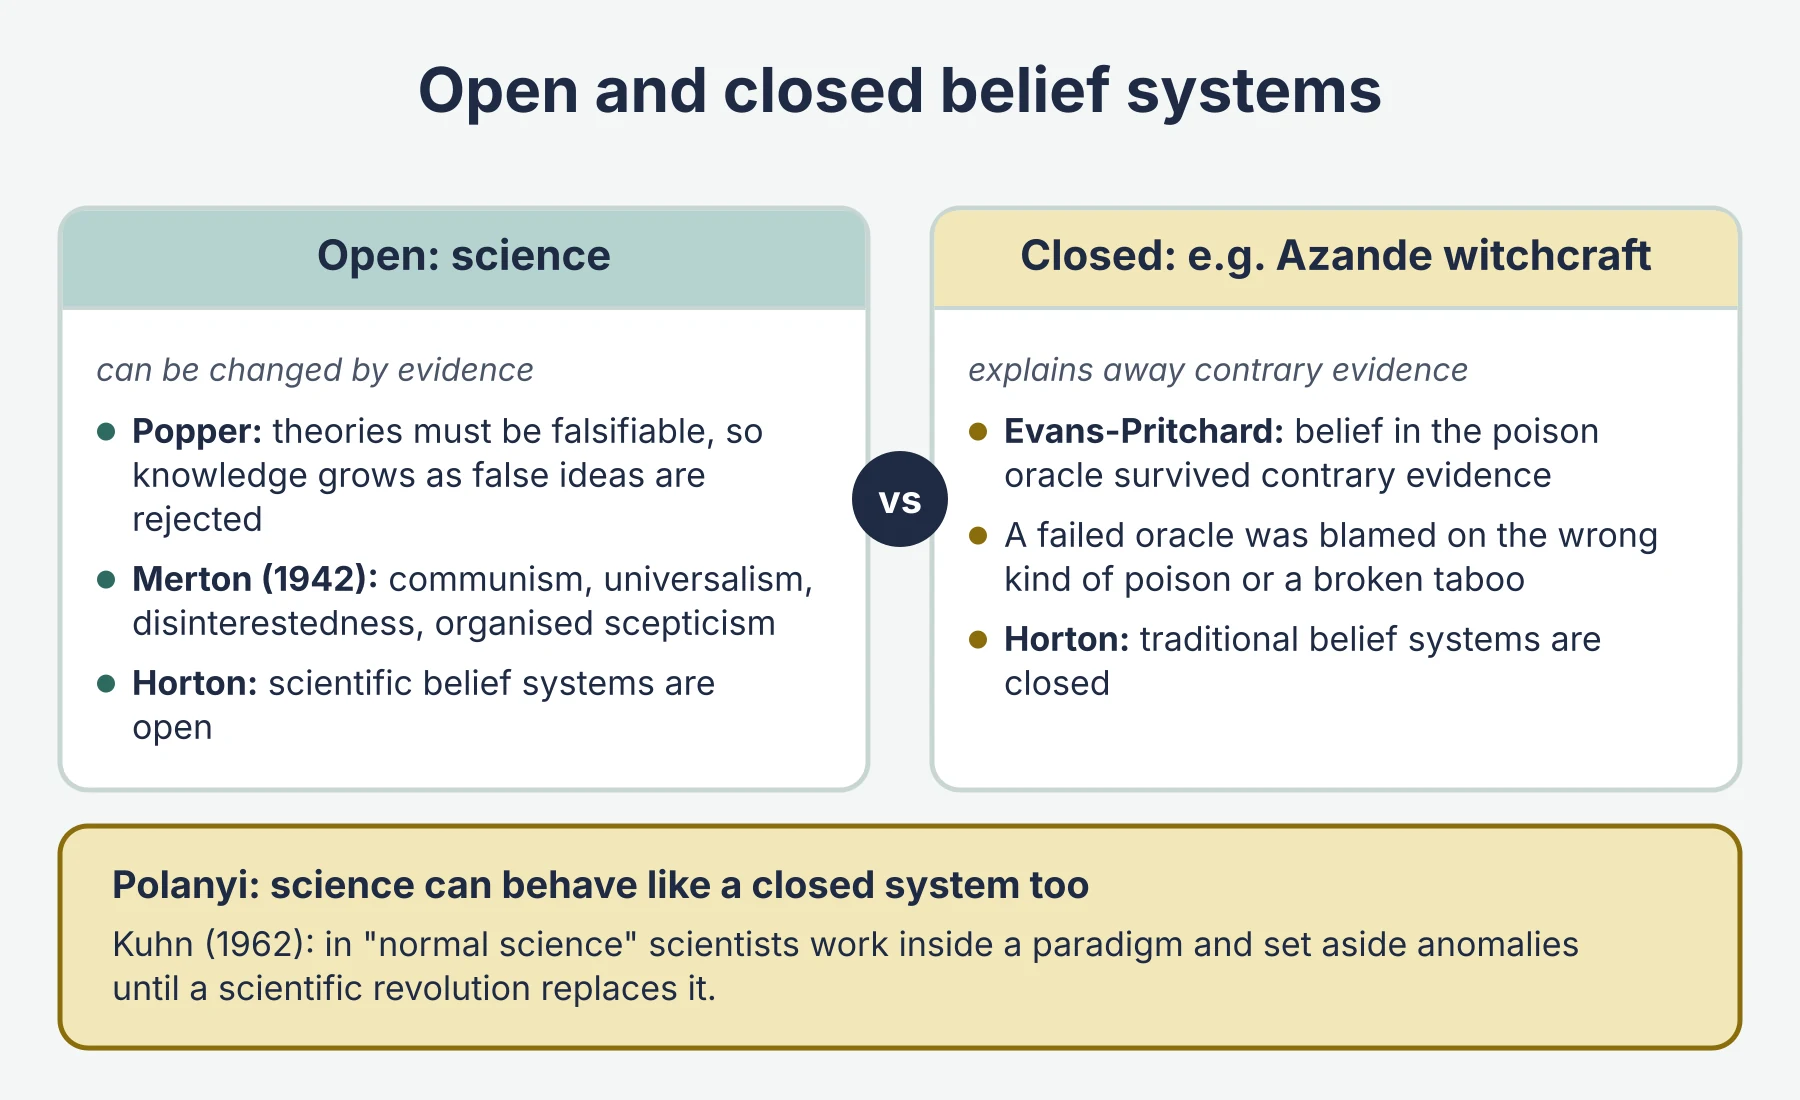 Open and closed belief systems
Open: science
can be changed by evidence
Popper: theories must be falsifiable, so
knowledge grows as false ideas are
rejected
Merton (1942): communism, universalism,
disinterestedness, organised scepticism
Horton: scientific belief systems are
open
vs
Closed: e.g. Azande witchcraft
explains away contrary evidence
Evans-Pritchard: belief in the poison
oracle survived contrary evidence
A failed oracle was blamed on the wrong
kind of poison or a broken taboo
Horton: traditional belief systems are
closed
Polanyi: science can behave like a closed system too
Kuhn (1962): in "normal science" scientists work inside a paradigm and set aside anomalies
until a scientific revolution replaces it.